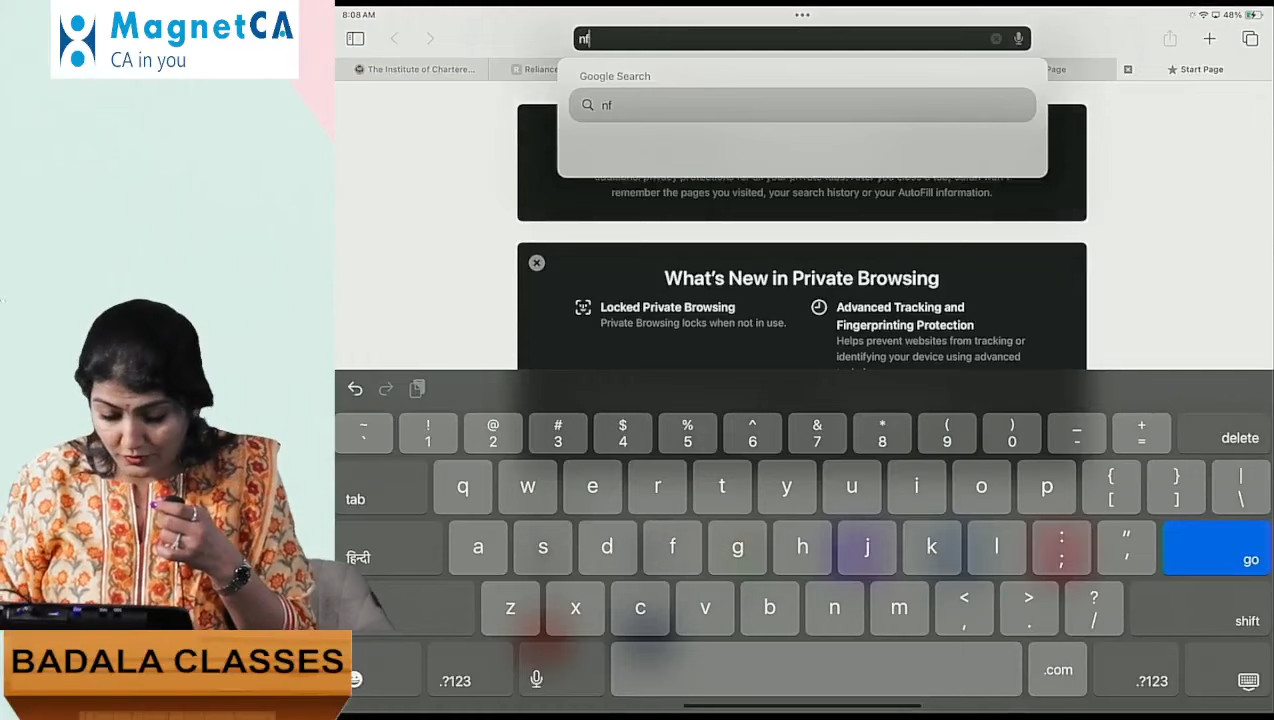 MagnetCA
CA in you
8:08 AM
48%
nf
The Institute of Chartere...
Reliance
Page
Start Page
Google Search
nf
remember the pages you visited, your search history or your AutoFill information.
What's New in Private Browsing
Locked Private Browsing
Private Browsing locks when not in use.
Advanced Tracking and
Fingerprinting Protection
Helps prevent websites from tracking or
identifying your device using advanced
~ ! @ # $ % ^ & * ( ) _ +
` 1 2 3 4 5 6 7 8 9 0 - = delete
tab q w e r t y u i o p { [ } ] | \
हिन्दी a s d f g h j k l : ; " ' go
z x c v b n m < , > . ? / shift
.?123 .com .?123
BADALA CLASSES